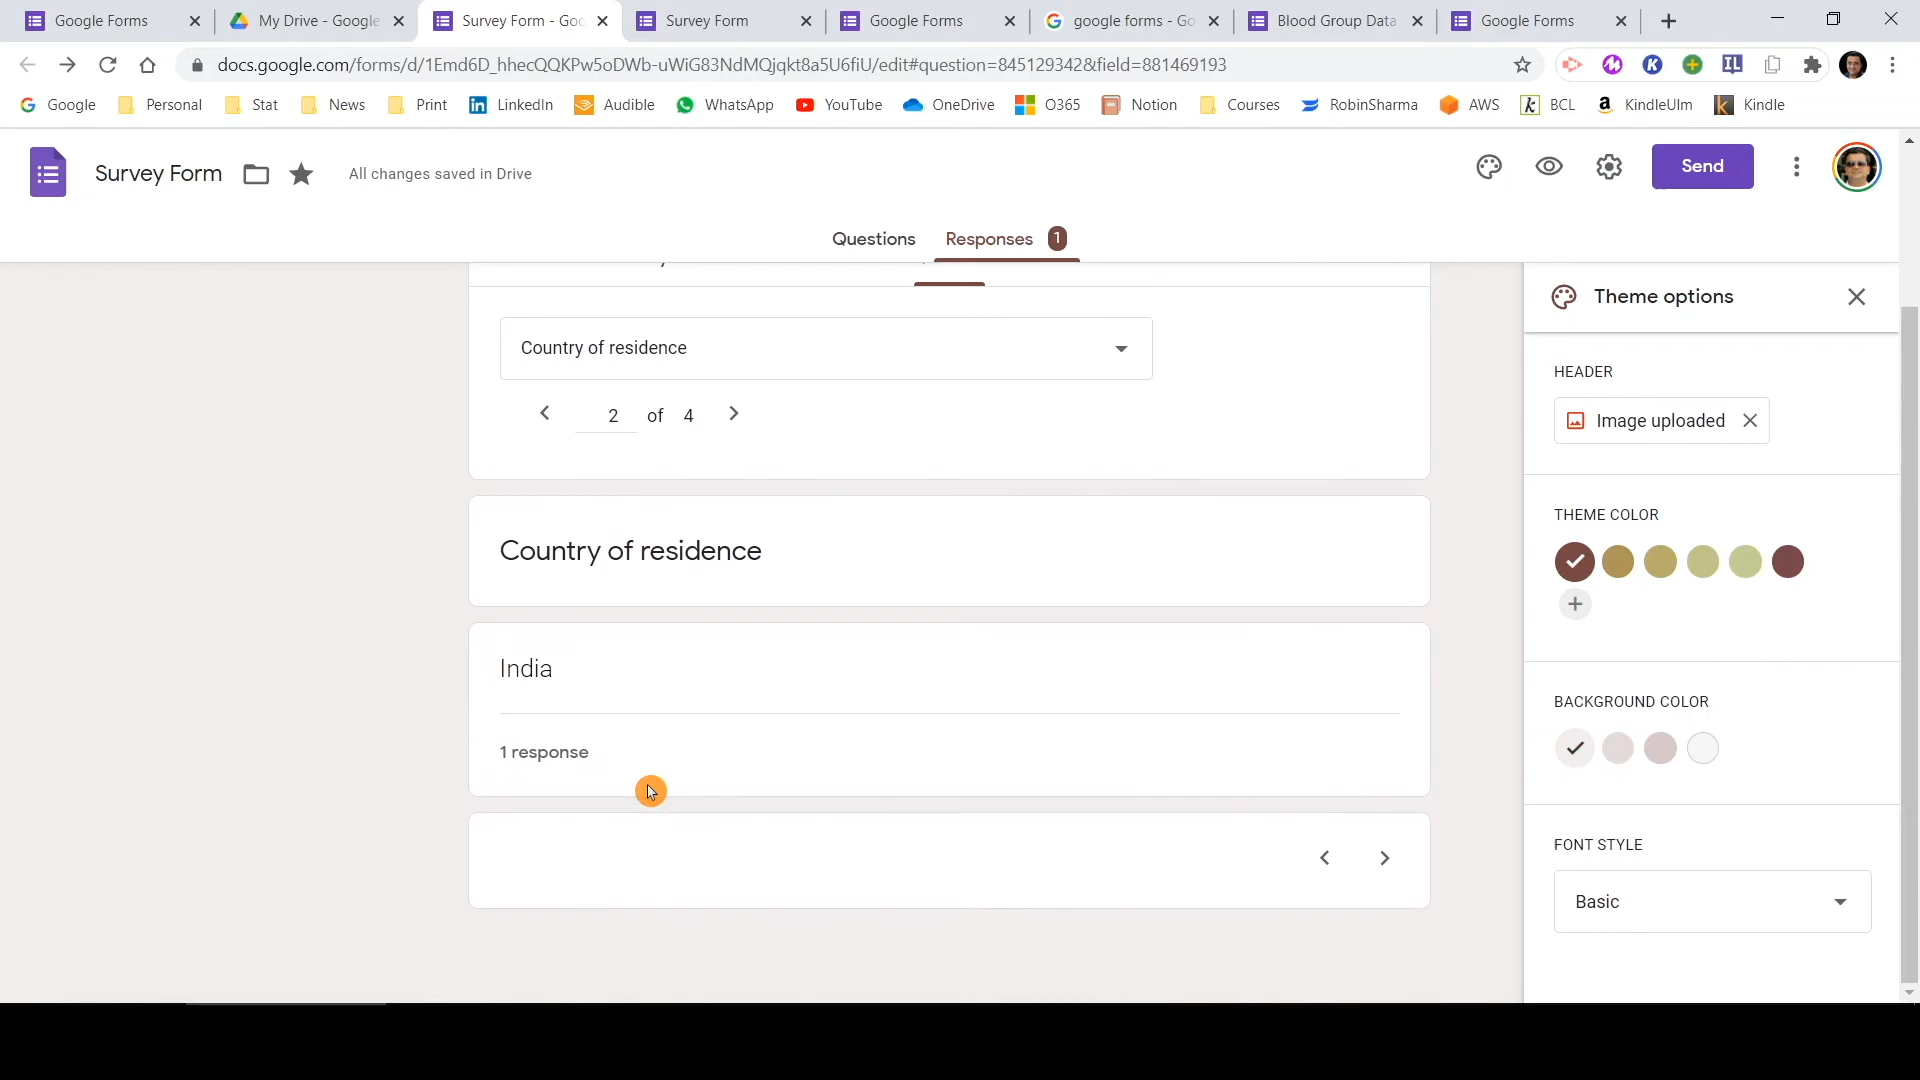 Google Forms
My Drive - Google
Survey Form - Goo
Survey Form
Google Forms
google forms - Go
Blood Group Data
Google Forms
docs.google.com/forms/d/1Emd6D_hhecQQKPw5oDWb-uWiG83NdMQjqkt8a5U6fiU/edit#question=845129342&field=881469193
Google Personal Stat News Print LinkedIn Audible WhatsApp YouTube OneDrive O365 Notion Courses RobinSharma AWS BCL KindleUlm Kindle
Survey Form
All changes saved in Drive
Send
Questions Responses 1
Country of residence
2 of 4
Country of residence
India
1 response
Theme options
HEADER
Image uploaded
THEME COLOR
BACKGROUND COLOR
FONT STYLE
Basic